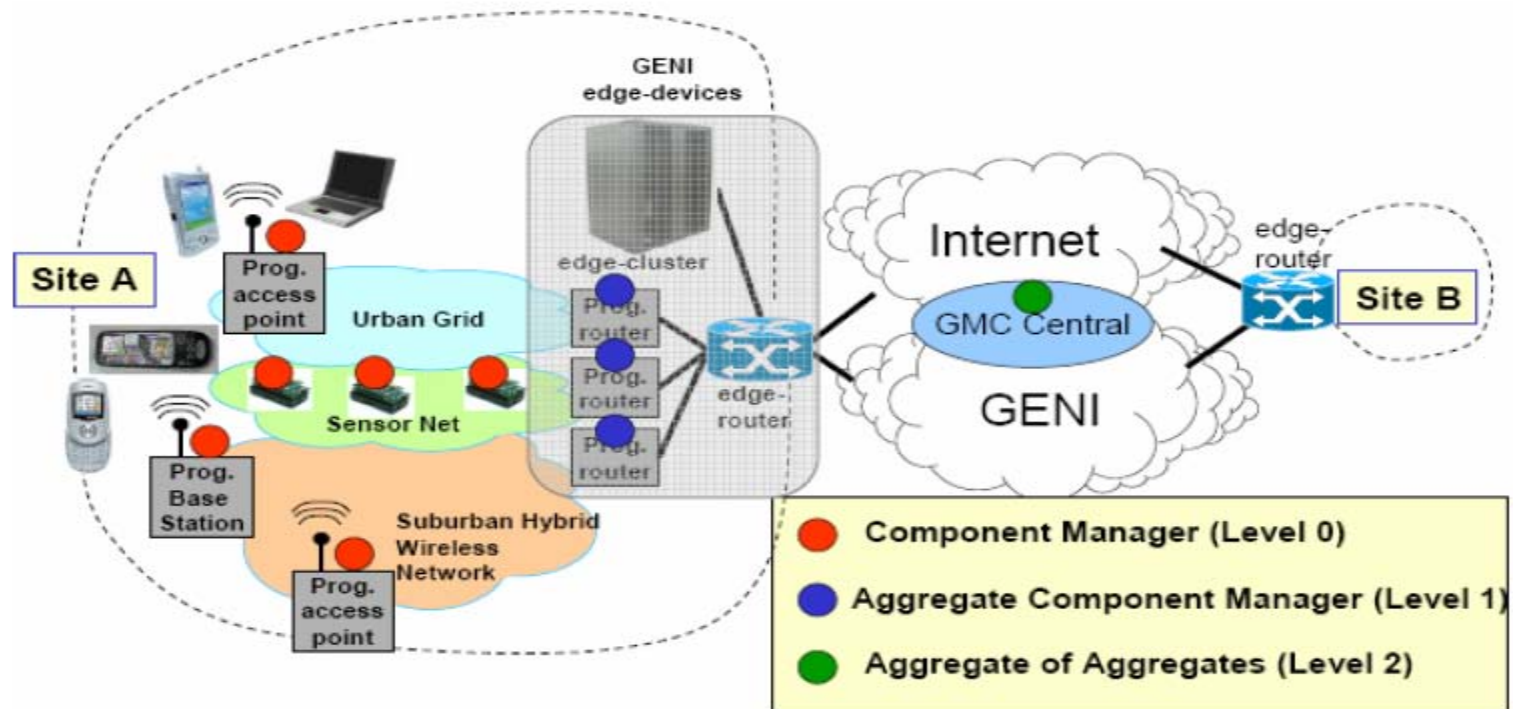 GENI
edge-devices
Site A
Prog.
access
point
Urban Grid
Sensor Net
Prog.
Base
Station
Suburban Hybrid
Wireless
Network
Prog.
access
point
edge-cluster
Prog.
router
Prog.
router
Prog.
router
edge-
router
Internet
GMC Central
GENI
edge-
router
Site B
Component Manager (Level 0)
Aggregate Component Manager (Level 1)
Aggregate of Aggregates (Level 2)